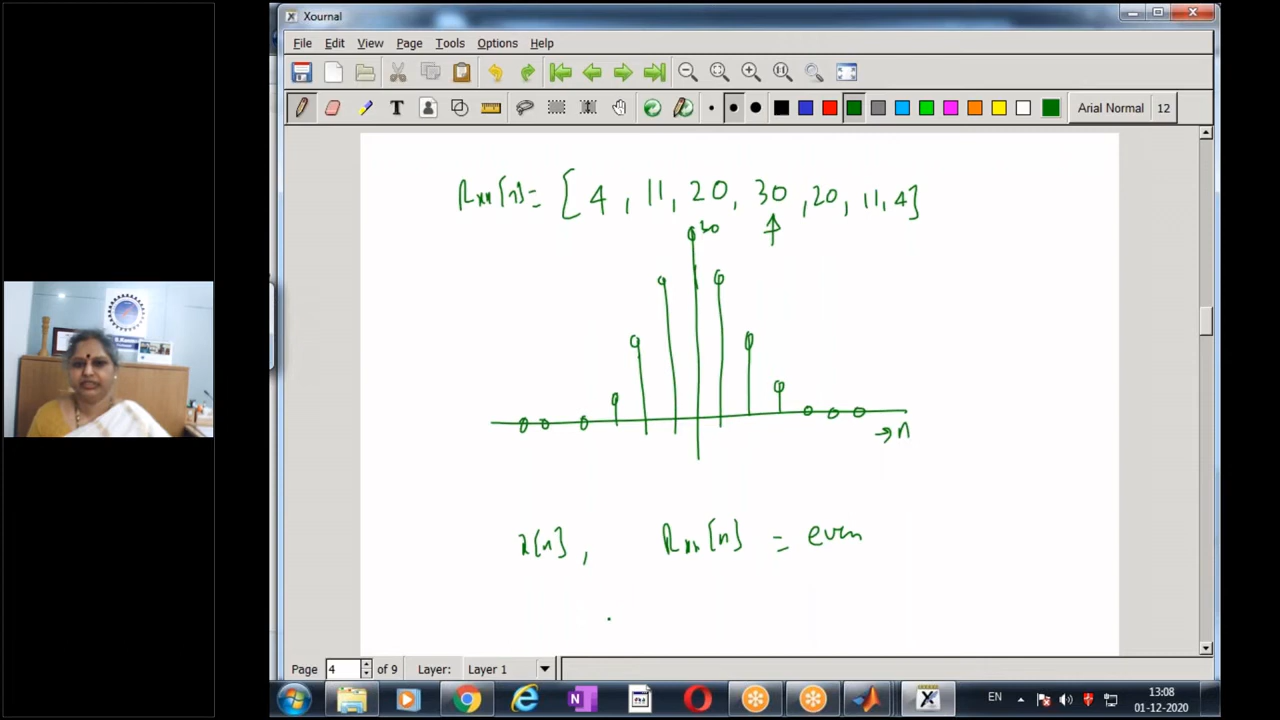 Xournal
File Edit View Page Tools Options Help
Arial Normal 12
Rxx[n]= [ 4 , 11, 20, 30 , 20, 11, 4]
↑
30
→ n
x[n], Rxx[n] = even
Page 4 of 9 Layer: Layer 1
EN 13:08
01-12-2020